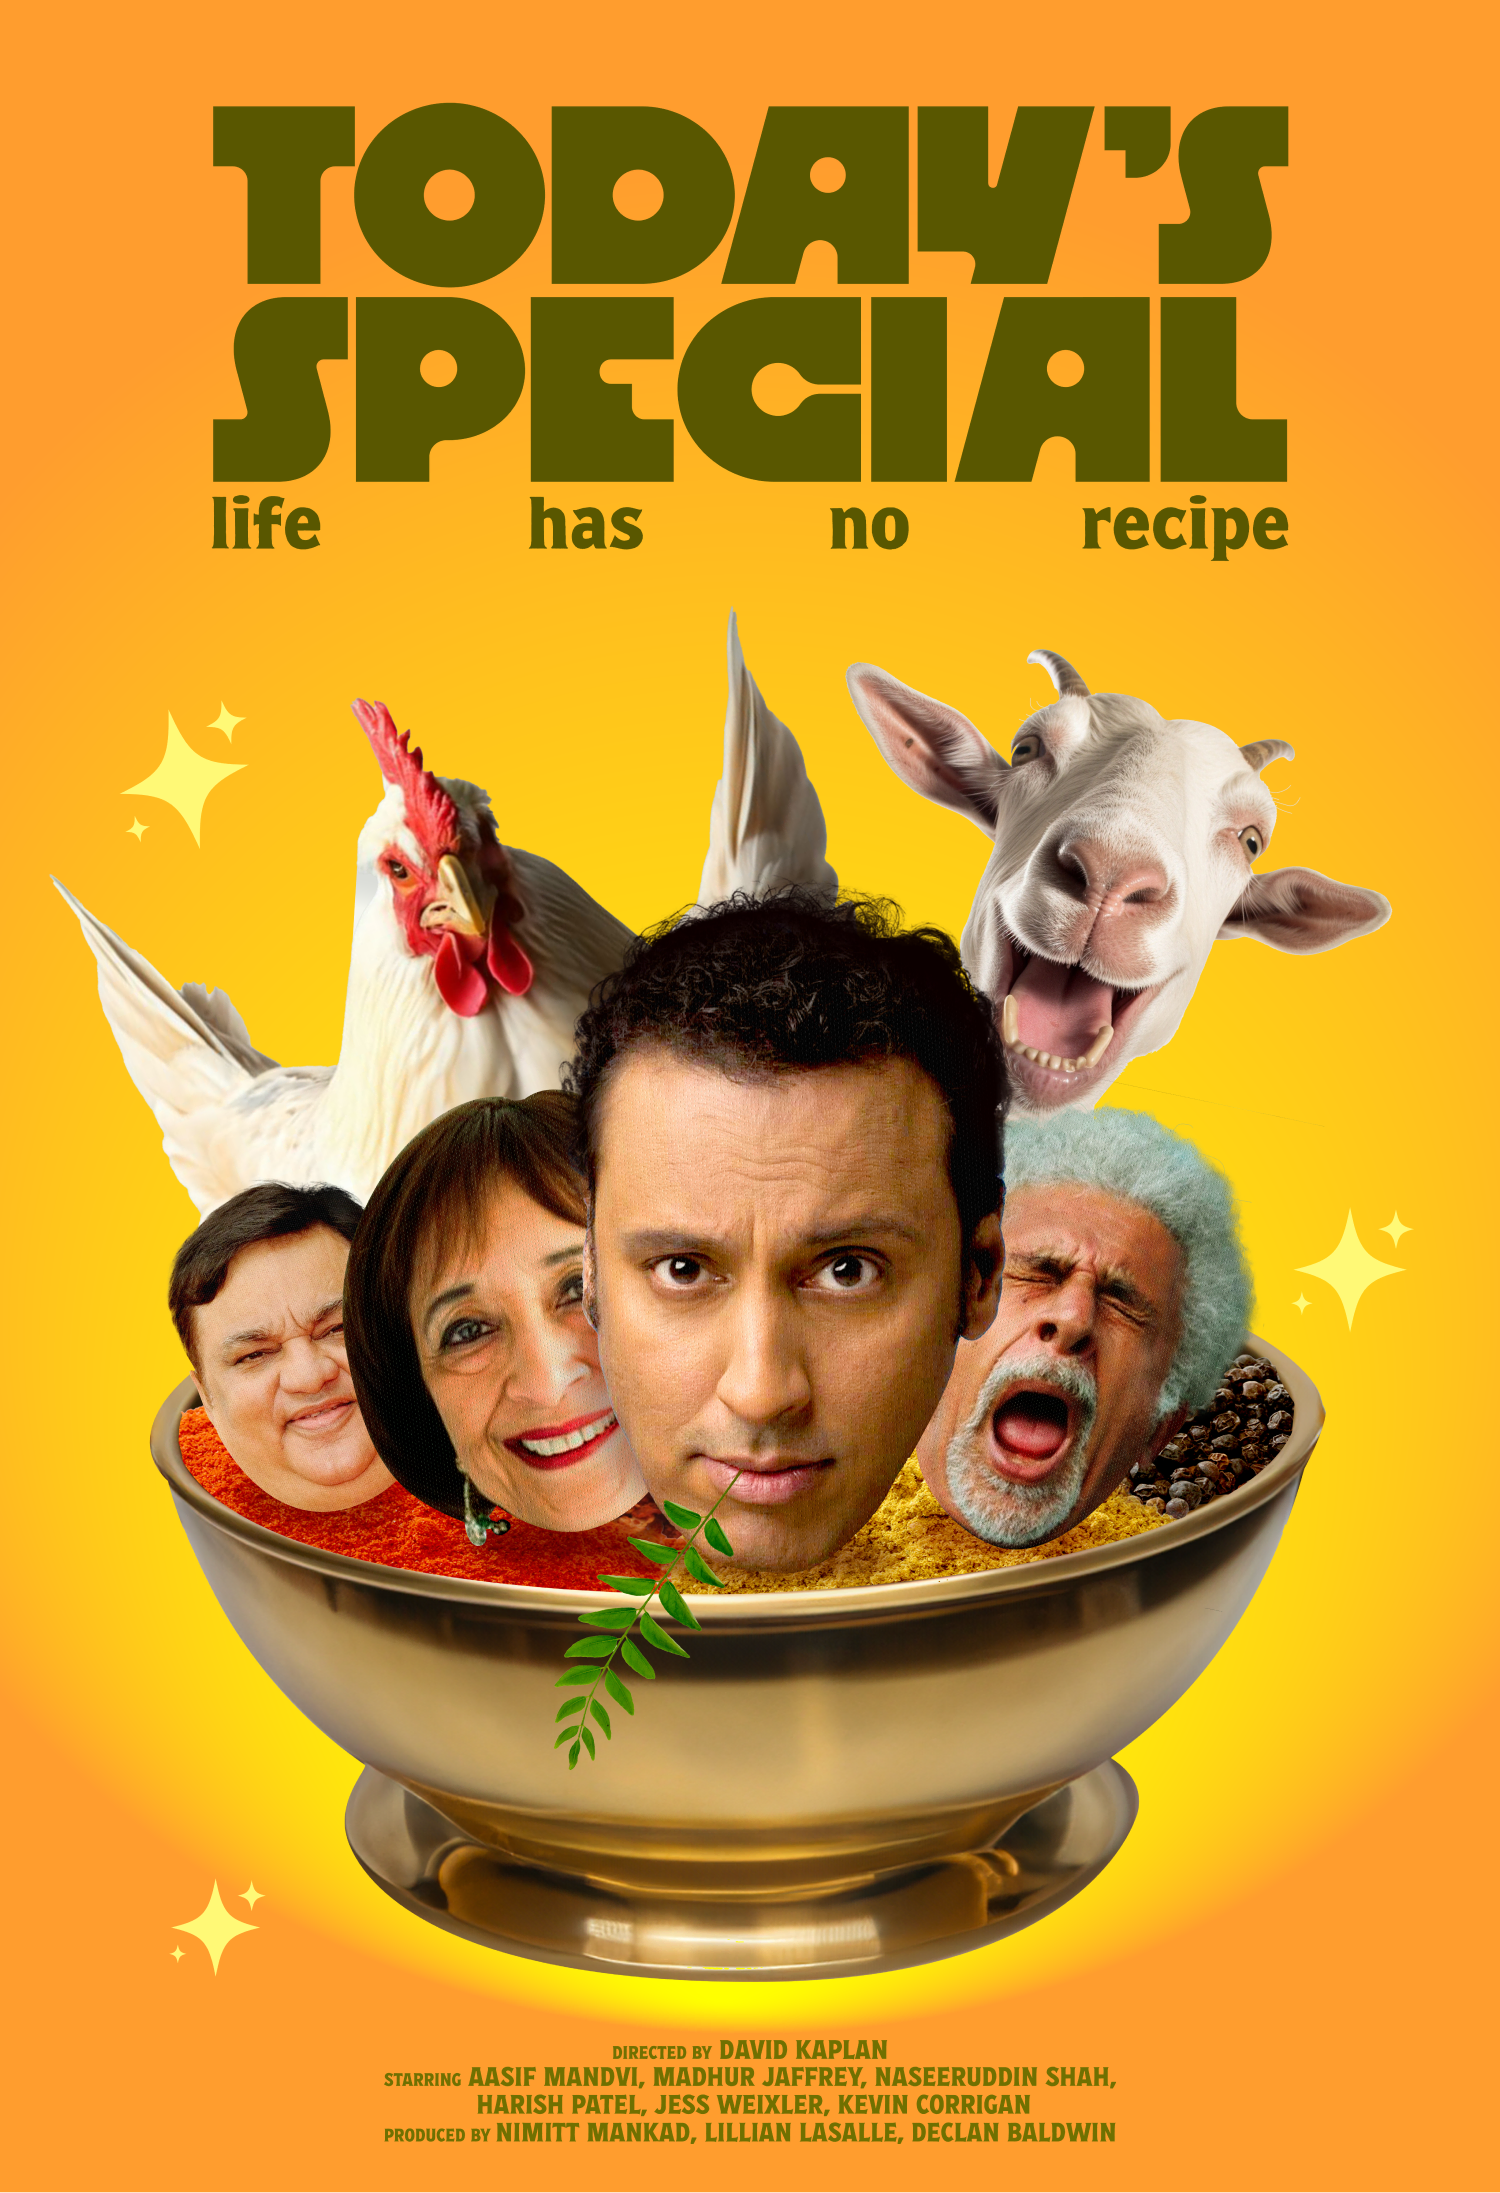 TODAY'S
SPECIAL
life has no recipe
DIRECTED BY DAVID KAPLAN
STARRING AASIF MANDVI, MADHUR JAFFREY, NASEERUDDIN SHAH,
HARISH PATEL, JESS WEIXLER, KEVIN CORRIGAN
PRODUCED BY NIMITT MANKAD, LILLIAN LASALLE, DECLAN BALDWIN